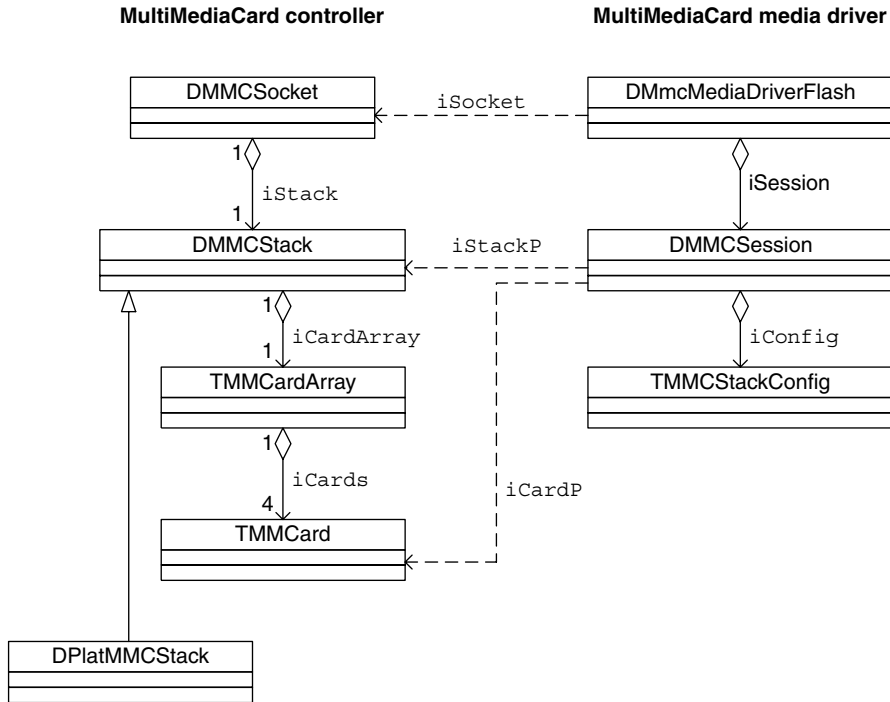 MultiMediaCard controller
MultiMediaCard media driver
DMMCSocket
iSocket
DMmcMediaDriverFlash
1
iStack
1
iSession
DMMCStack
iStackP
DMMCSession
1
iCardArray
1
iConfig
TMMCardArray
TMMCStackConfig
1
iCards
4
iCardP
TMMCard
DPlatMMCStack